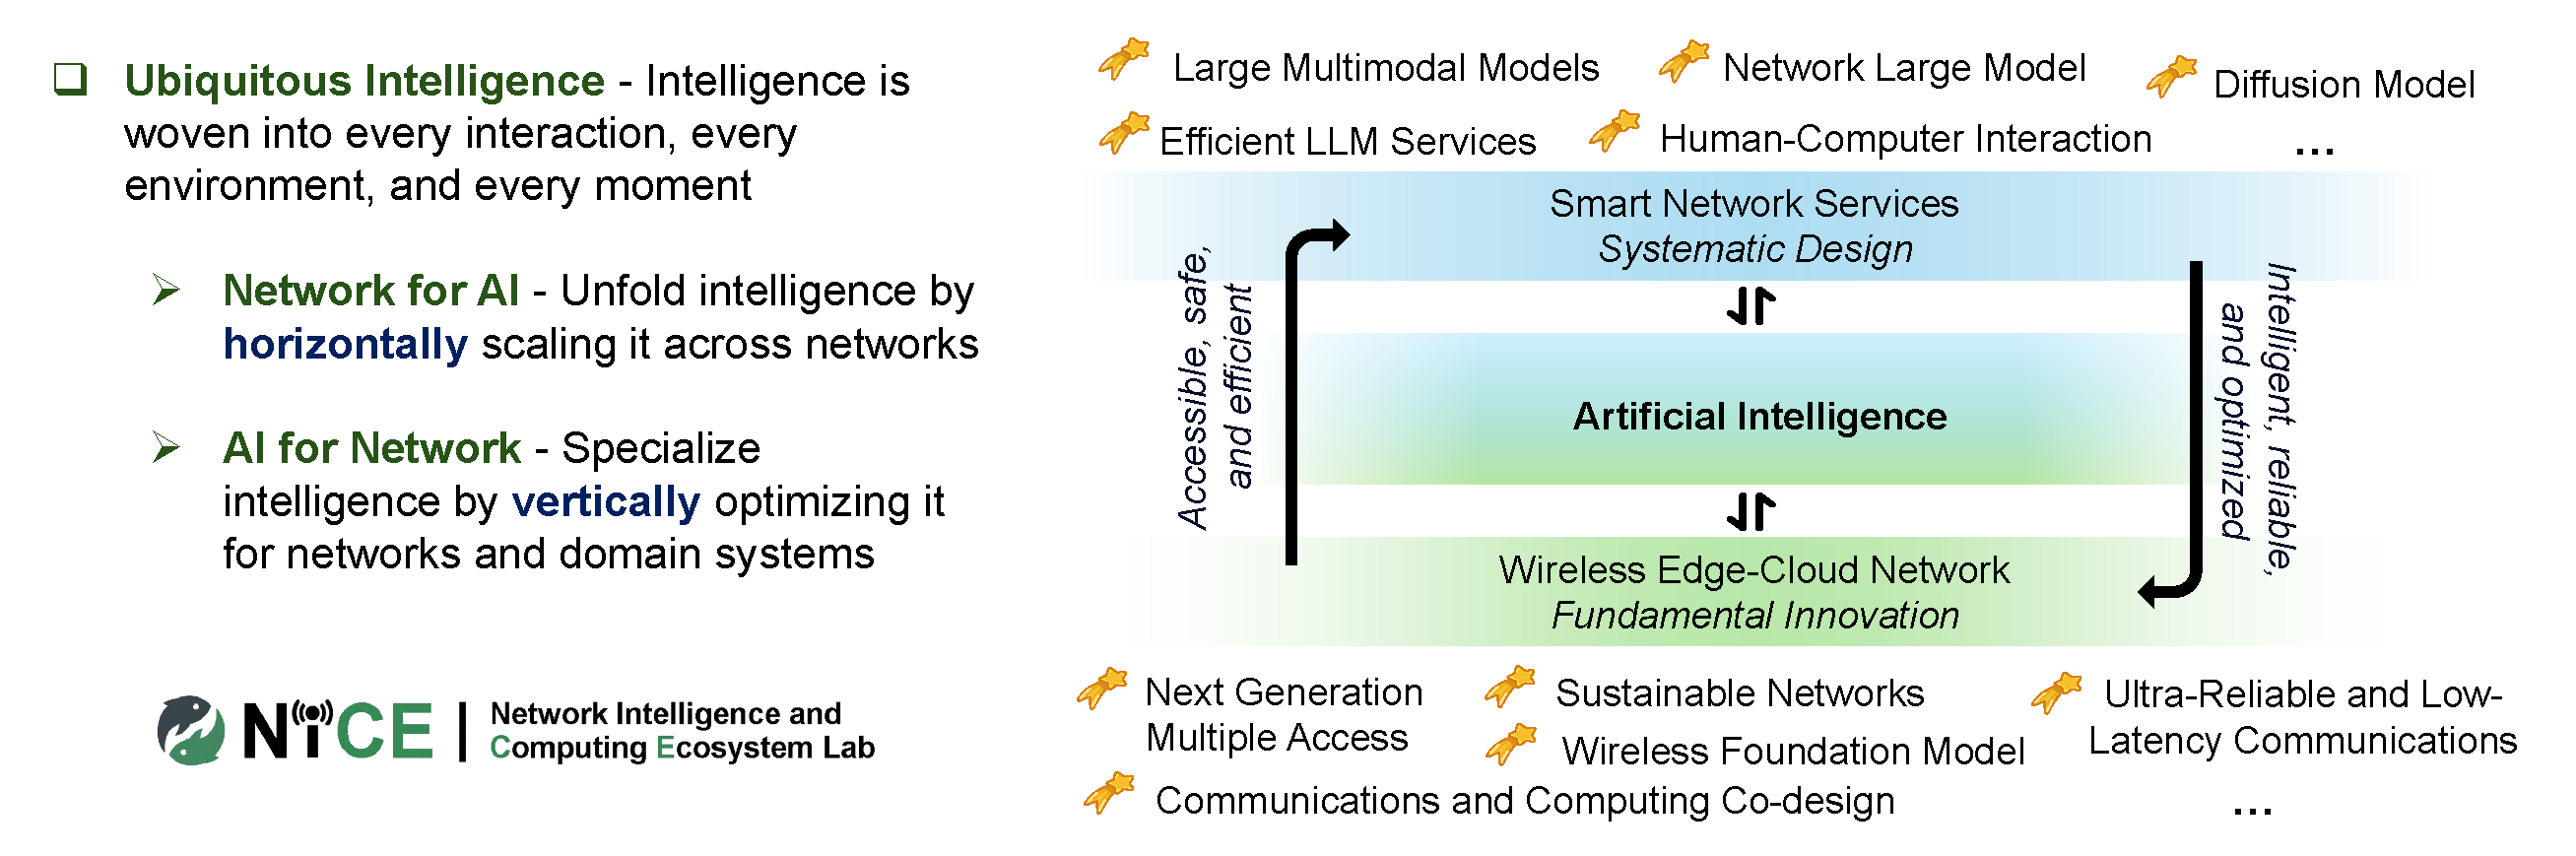 Ubiquitous Intelligence - Intelligence is
woven into every interaction, every
environment, and every moment
Network for AI - Unfold intelligence by
horizontally scaling it across networks
AI for Network - Specialize
intelligence by vertically optimizing it
for networks and domain systems
NiCE | Network Intelligence and
Computing Ecosystem Lab
Large Multimodal Models
Network Large Model
Diffusion Model
Efficient LLM Services
Human-Computer Interaction
...
Smart Network Services
Systematic Design
Accessible, safe,
and efficient
Artificial Intelligence
Intelligent, reliable,
and optimized
Wireless Edge-Cloud Network
Fundamental Innovation
Next Generation
Multiple Access
Sustainable Networks
Wireless Foundation Model
Ultra-Reliable and Low-
Latency Communications
Communications and Computing Co-design
...